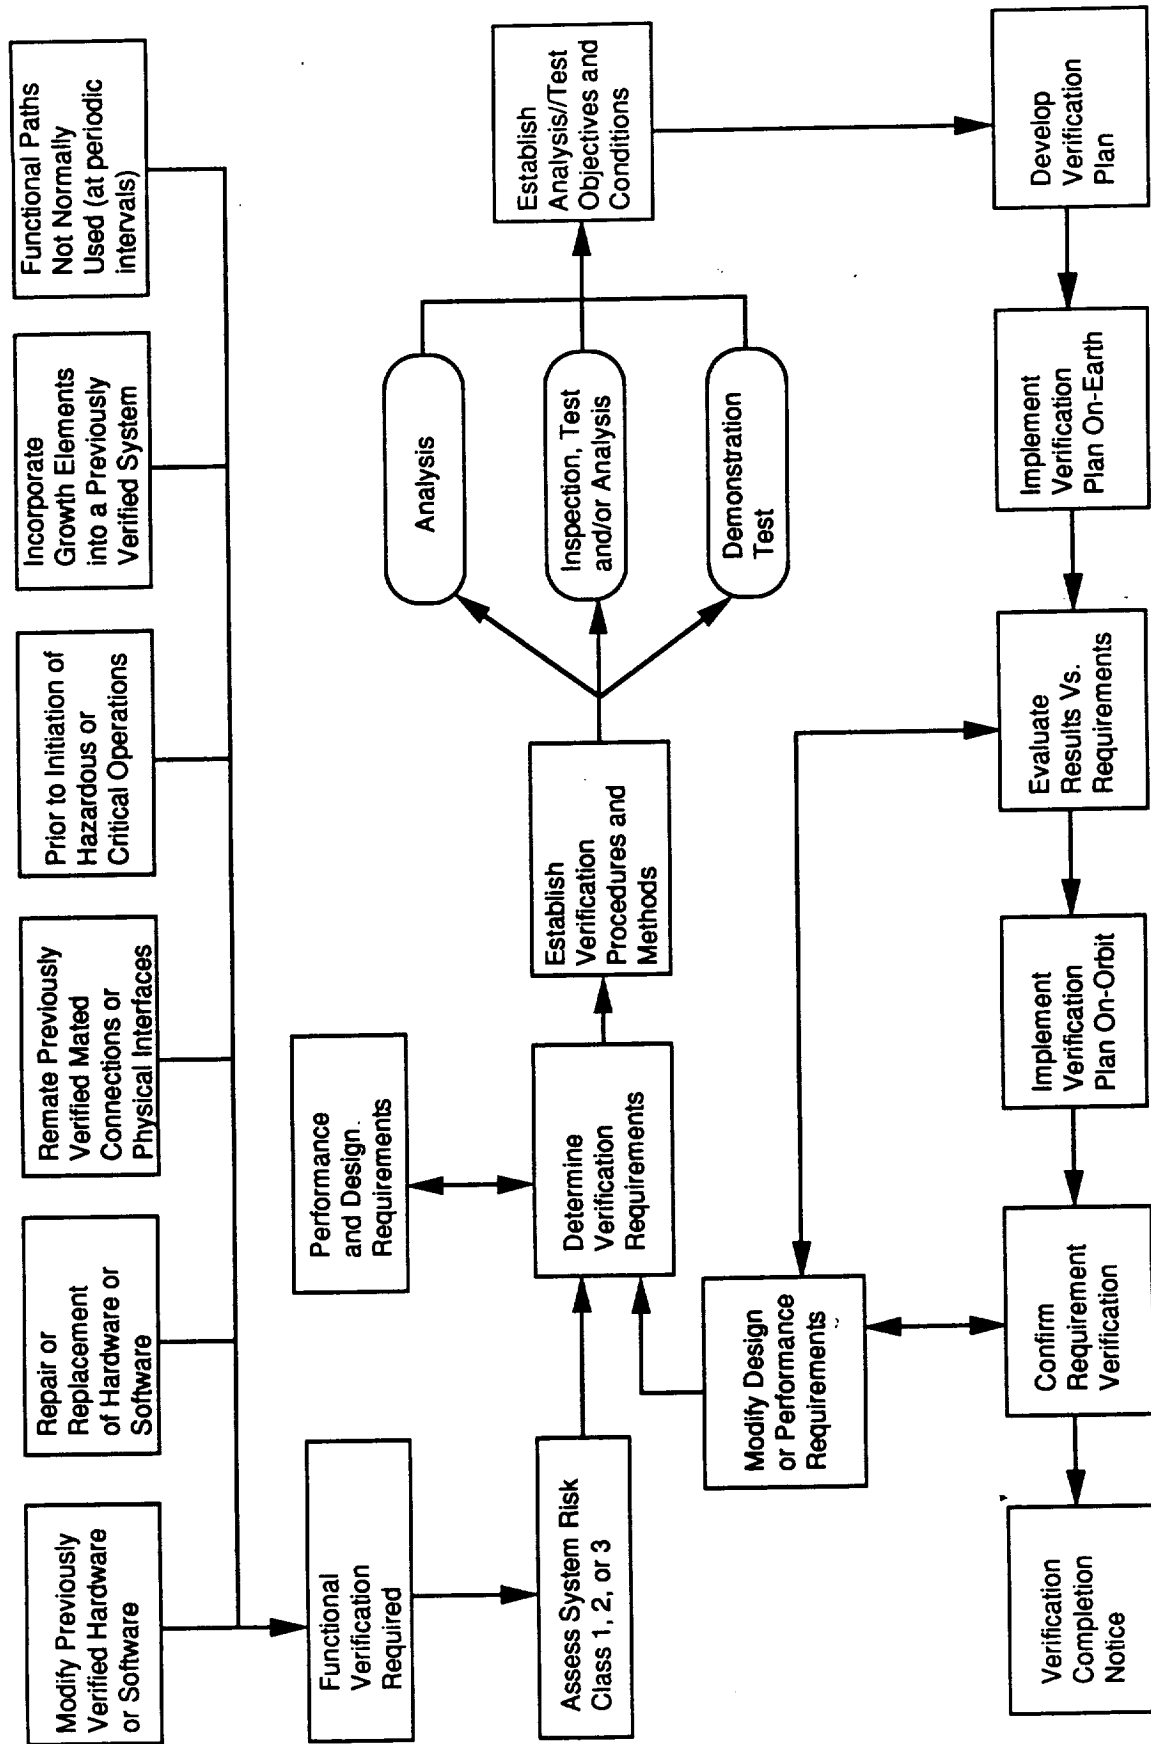 Modify Previously
Verified Hardware
or Software
Repair or
Replacement
of Hardware or
Software
Remate Previously
Verified Mated
Connections or
Physical Interfaces
Prior to Initiation of
Hazardous or
Critical Operations
Incorporate
Growth Elements
into a Previously
Verified System
Functional Paths
Not Normally
Used (at periodic
intervals)
Functional
Verification
Required
Performance
and Design
Requirements
Analysis
Assess System Risk
Class 1, 2, or 3
Determine
Verification
Requirements
Establish
Verification
Procedures and
Methods
Inspection, Test
and/or Analysis
Establish
Analysis//Test
Objectives and
Conditions
Demonstration
Test
Modify Design
or Performance
Requirements
Verification
Completion
Notice
Confirm
Requirement
Verification
Implement
Verification
Plan On-Orbit
Evaluate
Results Vs.
Requirements
Implement
Verification
Plan On-Earth
Develop
Verification
Plan